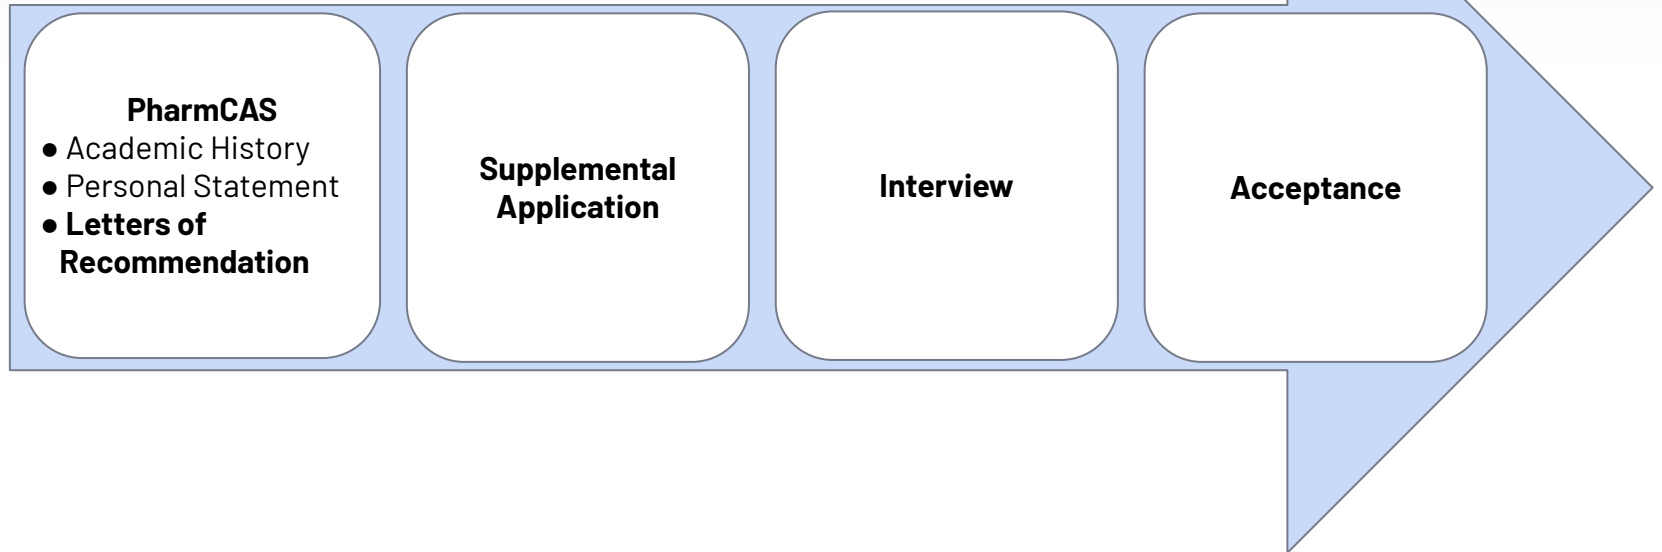 PharmCAS
● Academic History
● Personal Statement
● Letters of
Recommendation
Supplemental
Application
Interview
Acceptance